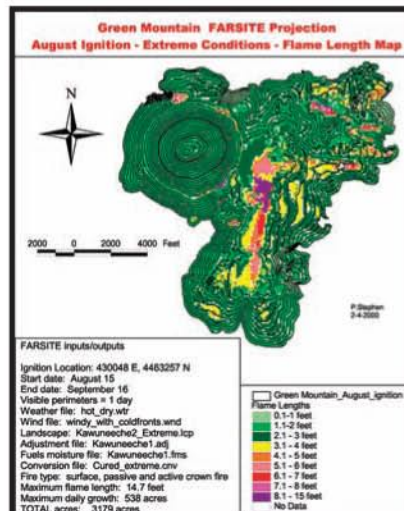 Green Mountain FARSITE Projection
August Ignition - Extreme Conditions - Flame Length Map
N
2000 0 2000 4000 Feet
P.Stephen
2-4-2000
FARSITE inputs/outputs
Ignition Location: 430048 E, 4463257 N
Start date: August 15
End date: September 16
Visible perimeters = 1 day
Weather file: hot_dry.wtr
Wind file: windy_with_coldfronts.wnd
Landscape: Kawuneeche2_Extreme.lcp
Adjustment file: Kawuneeche1.adj
Fuels moisture file: Kawuneeche1.fms
Conversion file: Cured_extreme.cnv
Fire type: surface, passive and active crown fire
Maximum flame length: 14.7 feet
Maximum daily growth: 538 acres
TOTAL acres: 3179 acres
Green Mountain_August_ignition
Flame Lengths
0.1-1 feet
1.1-2 feet
2.1 - 3 feet
3.1 - 4 feet
4.1 - 5 feet
5.1 - 6 feet
6.1 - 7 feet
7.1 - 8 feet
8.1 - 15 feet
No Data